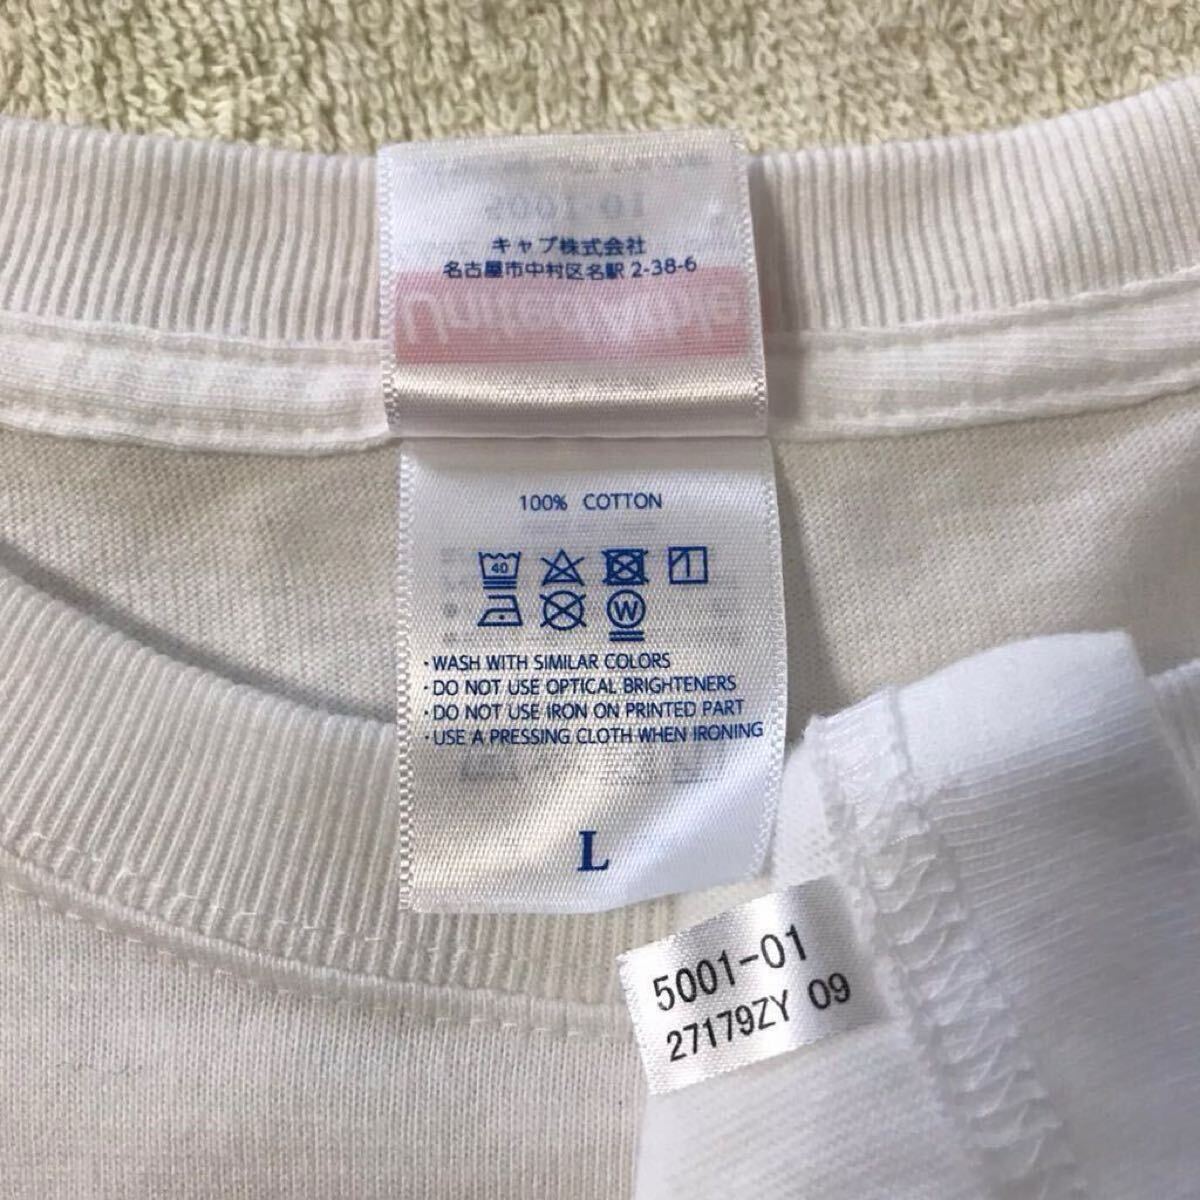 キャブ株式会社
名古屋市中村区名駅 2-38-6
100% COTTON
40
W
・WASH WITH SIMILAR COLORS
・DO NOT USE OPTICAL BRIGHTENERS
・DO NOT USE IRON ON PRINTED PART
・USE A PRESSING CLOTH WHEN IRONING
L
5001-01
27179ZY 09